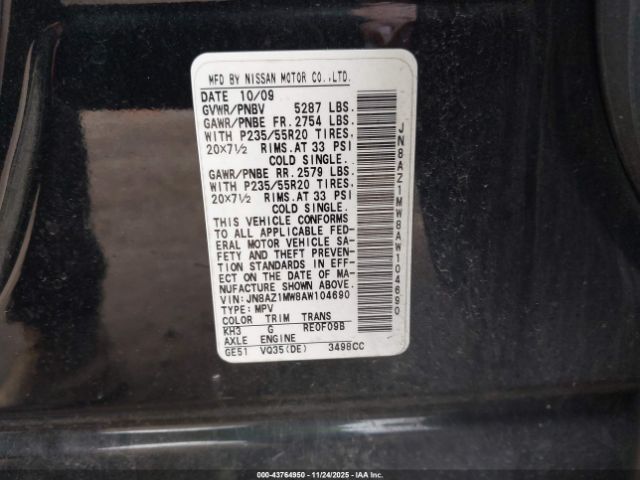 MFD BY NISSAN MOTOR CO.,LTD.
DATE 10/09
GVWR/PNBV 5287 LBS.
GAWR/PNBE FR. 2754 LBS.
WITH P235/55R20 TIRES,
20×7½ RIMS.AT 33 PSI
COLD SINGLE.
GAWR/PNBE RR. 2579 LBS.
WITH P235/55R20 TIRES,
20×7½ RIMS.AT 33 PSI
COLD SINGLE.
THIS VEHICLE CONFORMS
TO ALL APPLICABLE FED-
ERAL MOTOR VEHICLE SA-
FETY AND THEFT PREVEN-
TION STANDARDS IN EFF-
ECT ON THE DATE OF MA-
NUFACTURE SHOWN ABOVE.
VIN: JN8AZ1MW8AW104690
TYPE: MPV
COLOR TRIM TRANS
KH3 G RE0F09B
AXLE ENGINE
GE51 VQ35(DE) 3498CC
JN8AZ1MW8AW104690
000-43764950 - 11/24/2025 - IAA, Inc.